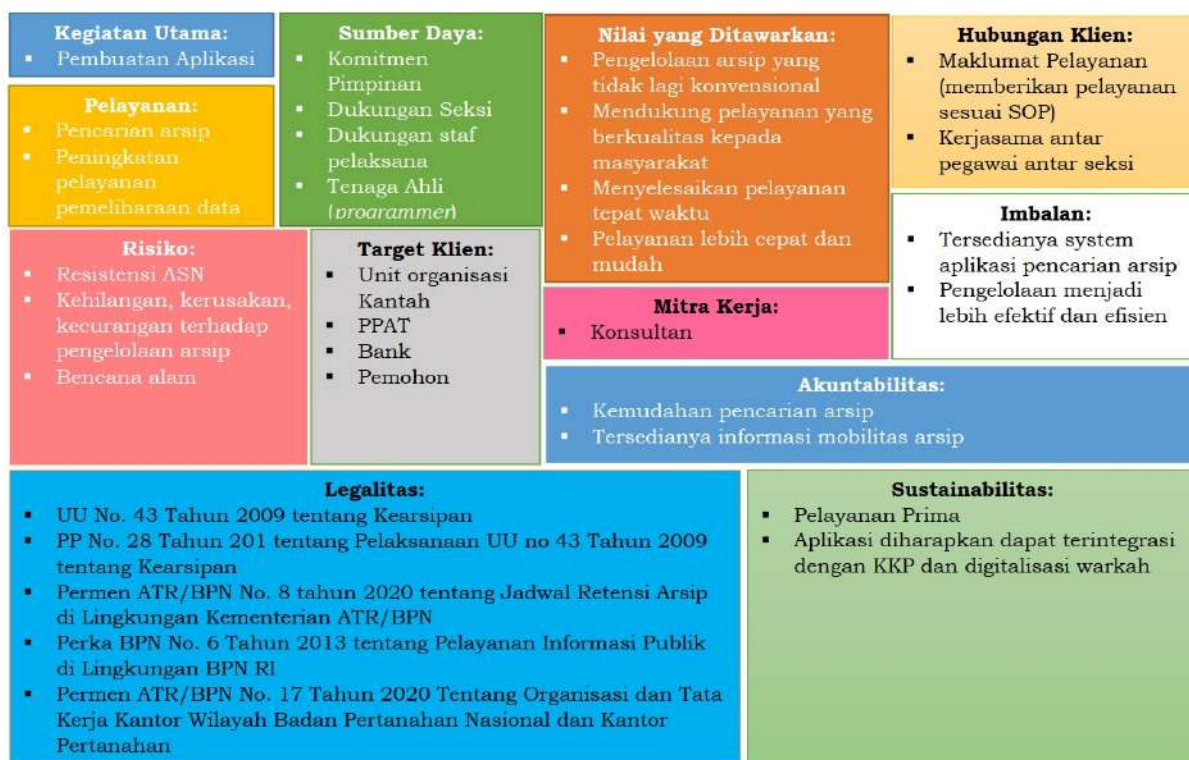 Kegiatan Utama:
▪ Pembuatan Aplikasi
Pelayanan:
▪ Pencarian arsip
▪ Peningkatan
pelayanan
pemeliharaan data
Sumber Daya:
▪ Komitmen
Pimpinan
▪ Dukungan Seksi
▪ Dukungan staf
pelaksana
▪ Tenaga Ahli
(programmer)
Nilai yang Ditawarkan:
▪ Pengelolaan arsip yang
tidak lagi konvensional
▪ Mendukung pelayanan yang
berkualitas kepada
masyarakat
▪ Menyelesaikan pelayanan
tepat waktu
▪ Pelayanan lebih cepat dan
mudah
Hubungan Klien:
▪ Maklumat Pelayanan
(memberikan pelayanan
sesuai SOP)
▪ Kerjasama antar
pegawai antar seksi
Risiko:
▪ Resistensi ASN
▪ Kehilangan, kerusakan,
kecurangan terhadap
pengelolaan arsip
▪ Bencana alam
Target Klien:
▪ Unit organisasi
Kantah
▪ PPAT
▪ Bank
▪ Pemohon
Mitra Kerja:
▪ Konsultan
Imbalan:
▪ Tersedianya system
aplikasi pencarian arsip
▪ Pengelolaan menjadi
lebih efektif dan efisien
Akuntabilitas:
▪ Kemudahan pencarian arsip
▪ Tersedianya informasi mobilitas arsip
Legalitas:
▪ UU No. 43 Tahun 2009 tentang Kearsipan
▪ PP No. 28 Tahun 201 tentang Pelaksanaan UU no 43 Tahun 2009
tentang Kearsipan
▪ Permen ATR/BPN No. 8 tahun 2020 tentang Jadwal Retensi Arsip
di Lingkungan Kementerian ATR/BPN
▪ Perka BPN No. 6 Tahun 2013 tentang Pelayanan Informasi Publik
di Lingkungan BPN RI
▪ Permen ATR/BPN No. 17 Tahun 2020 Tentang Organisasi dan Tata
Kerja Kantor Wilayah Badan Pertanahan Nasional dan Kantor
Pertanahan
Sustainabilitas:
▪ Pelayanan Prima
▪ Aplikasi diharapkan dapat terintegrasi
dengan KKP dan digitalisasi warkah